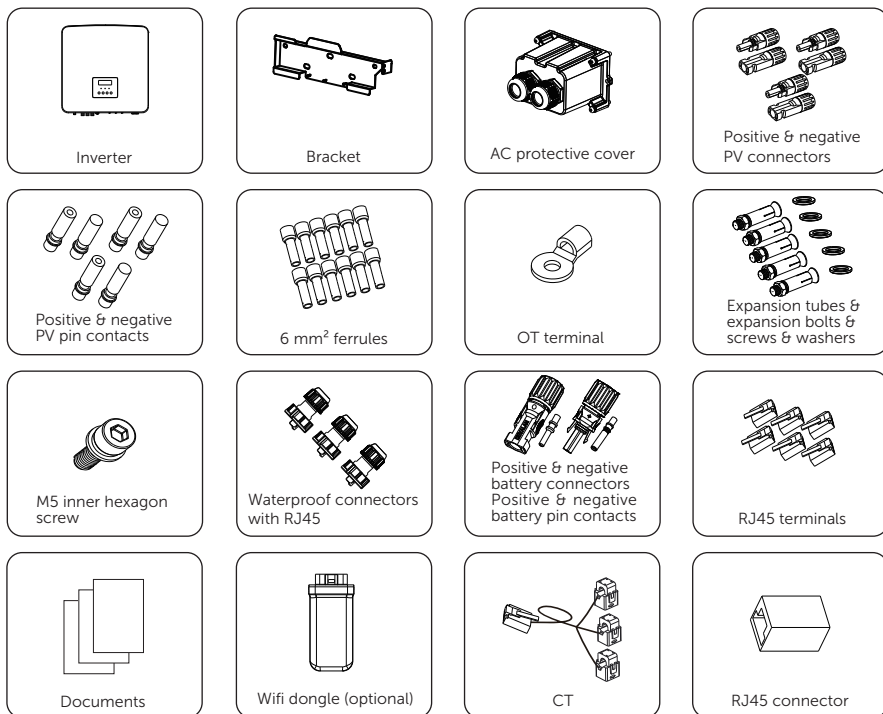 Inverter
Bracket
AC protective cover
Positive & negative
PV connectors
Positive & negative
PV pin contacts
6 mm² ferrules
OT terminal
Expansion tubes &
expansion bolts &
screws & washers
M5 inner hexagon
screw
Waterproof connectors
with RJ45
Positive & negative
battery connectors
Positive & negative
battery pin contacts
RJ45 terminals
Documents
Wifi dongle (optional)
CT
RJ45 connector